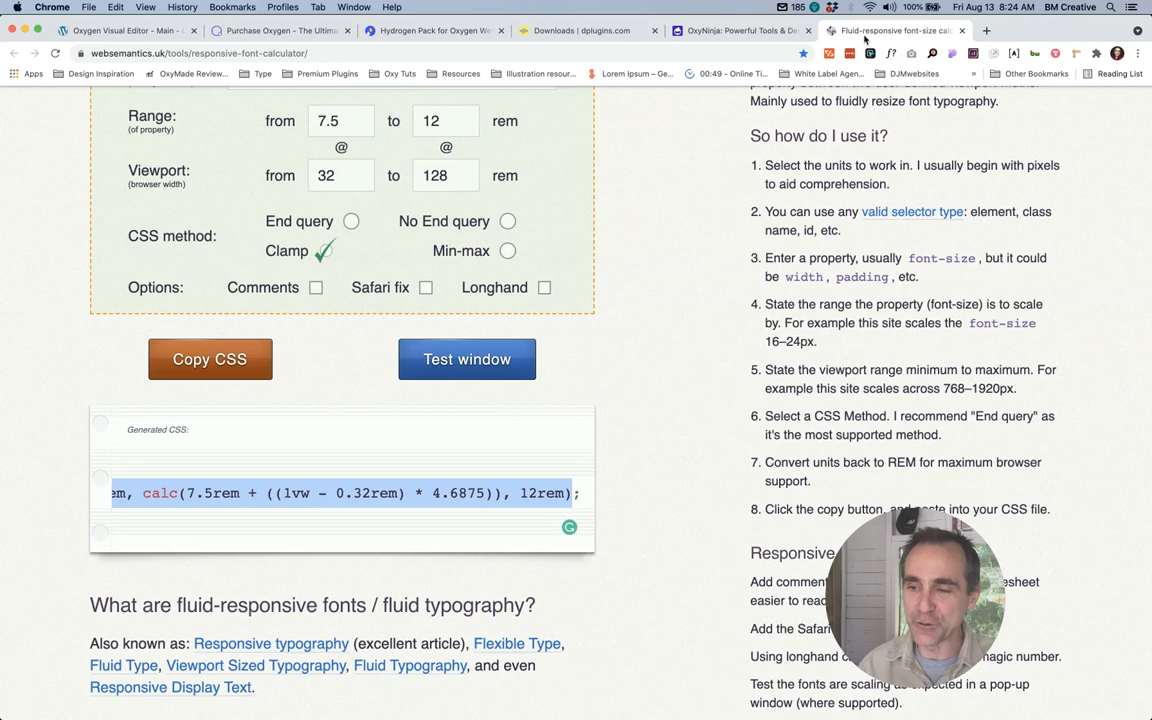 Chrome File Edit View History Bookmarks Profiles Tab Window Help 185 100% Fri Aug 13 8:24 AM BM Creative
Oxygen Visual Editor - Main - Purchase Oxygen - The Ultima Hydrogen Pack for Oxygen We Downloads | dplugins.com OxyNinja: Powerful Tools & De Fluid-responsive font-size calc
websemantics.uk/tools/responsive-font-calculator/
Apps Design Inspiration OxyMade Review... Type Premium Plugins Oxy Tuts Resources Illustration resour... Lorem Ipsum – Ge... 00:49 - Online Ti... White Label Agen... DJMwebsites » Other Bookmarks Reading List
Mainly used to fluidly resize font typography.
Range:
(of property)
from 7.5 to 12 rem
@ @
Viewport:
(browser width)
from 32 to 128 rem
CSS method:
End query No End query
Clamp Min-max
Options: Comments Safari fix Longhand
Copy CSS Test window
Generated CSS:
em, calc(7.5rem + ((1vw - 0.32rem) * 4.6875)), 12rem);
What are fluid-responsive fonts / fluid typography?
Also known as: Responsive typography (excellent article), Flexible Type,
Fluid Type, Viewport Sized Typography, Fluid Typography, and even
Responsive Display Text.
So how do I use it?
1. Select the units to work in. I usually begin with pixels
to aid comprehension.
2. You can use any valid selector type: element, class
name, id, etc.
3. Enter a property, usually font-size, but it could
be width, padding, etc.
4. State the range the property (font-size) is to scale
by. For example this site scales the font-size
16–24px.
5. State the viewport range minimum to maximum. For
example this site scales across 768–1920px.
6. Select a CSS Method. I recommend "End query" as
it's the most supported method.
7. Convert units back to REM for maximum browser
support.
8. Click the copy button, and paste into your CSS file.
Responsive
Add comment esheet
easier to read
Add the Safari
Using longhand magic number.
Test the fonts are scaling as expected in a pop-up
window (where supported).